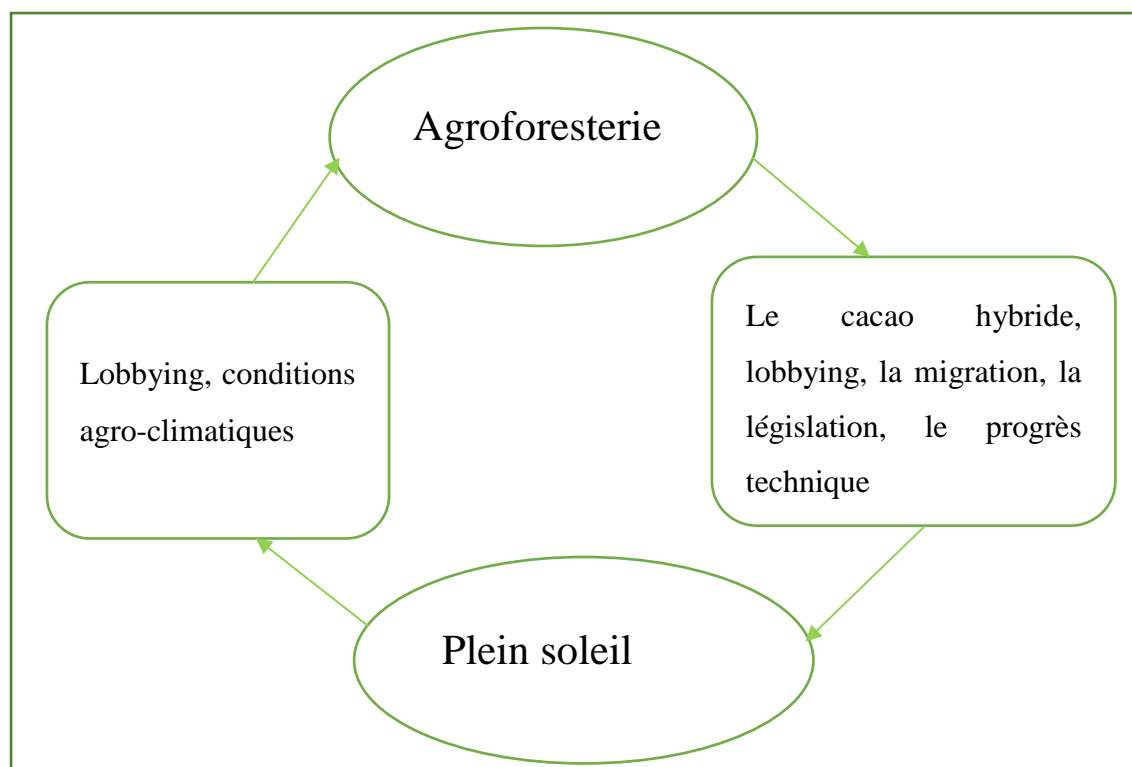 Agroforesterie
Le cacao hybride,
lobbying, la migration, la
législation, le progrès
technique
Lobbying, conditions
agro-climatiques
Plein soleil